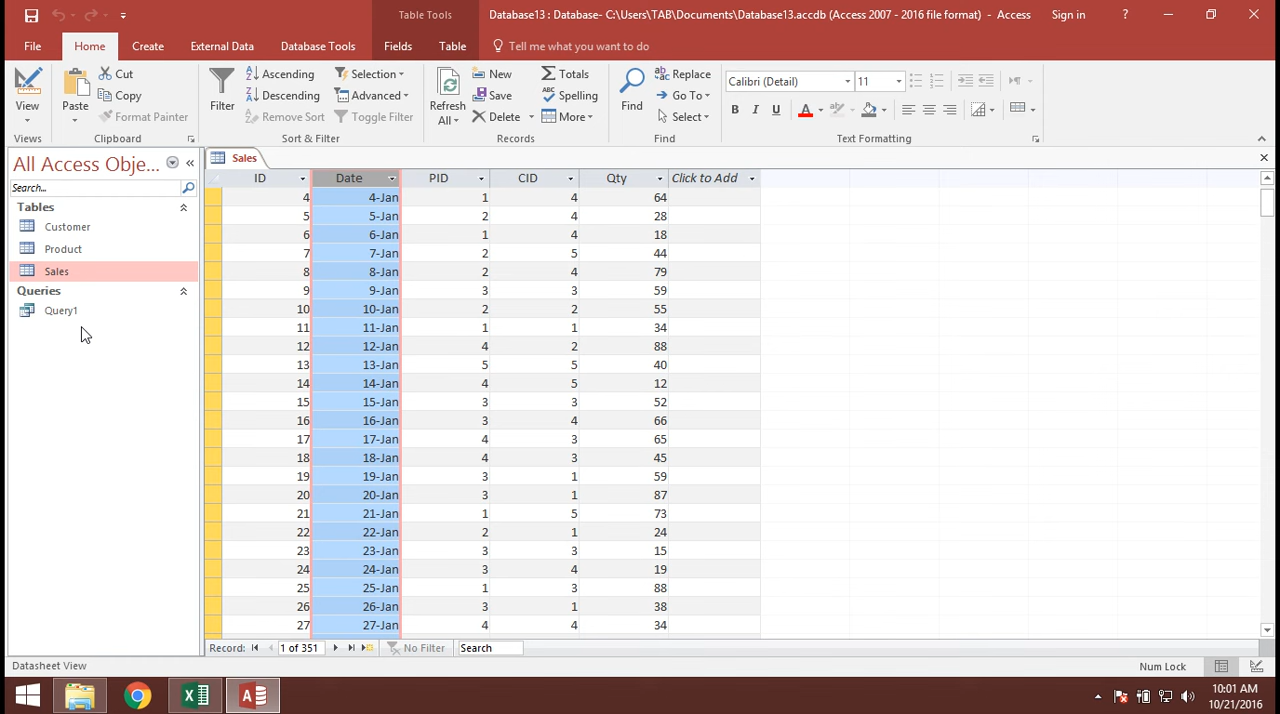 Table Tools
Database13 : Database- C:\Users\TAB\Documents\Database13.accdb (Access 2007 - 2016 file format) - Access
Sign in
?
File Home Create External Data Database Tools Fields Table Tell me what you want to do
View
Views
Paste
Cut
Copy
Format Painter
Clipboard
Filter
Ascending
Descending
Remove Sort
Selection
Advanced
Toggle Filter
Sort & Filter
Refresh
All
New
Save
Delete
Totals
Spelling
More
Records
Find
Replace
Go To
Select
Find
Calibri (Detail) 11
B I U A
Text Formatting
All Access Obje...
Search...
Tables
Customer
Product
Sales
Queries
Query1
Sales
ID Date PID CID Qty Click to Add
4 4-Jan 1 4 64
5 5-Jan 2 4 28
6 6-Jan 1 4 18
7 7-Jan 2 5 44
8 8-Jan 2 4 79
9 9-Jan 3 3 59
10 10-Jan 2 2 55
11 11-Jan 1 1 34
12 12-Jan 4 2 88
13 13-Jan 5 5 40
14 14-Jan 4 5 12
15 15-Jan 3 3 52
16 16-Jan 3 4 66
17 17-Jan 4 3 65
18 18-Jan 4 3 45
19 19-Jan 3 1 59
20 20-Jan 3 1 87
21 21-Jan 1 5 73
22 22-Jan 2 1 24
23 23-Jan 3 3 15
24 24-Jan 3 4 19
25 25-Jan 1 3 88
26 26-Jan 3 1 38
27 27-Jan 4 4 34
Record: 1 of 351 No Filter Search
Datasheet View
Num Lock
10:01 AM
10/21/2016